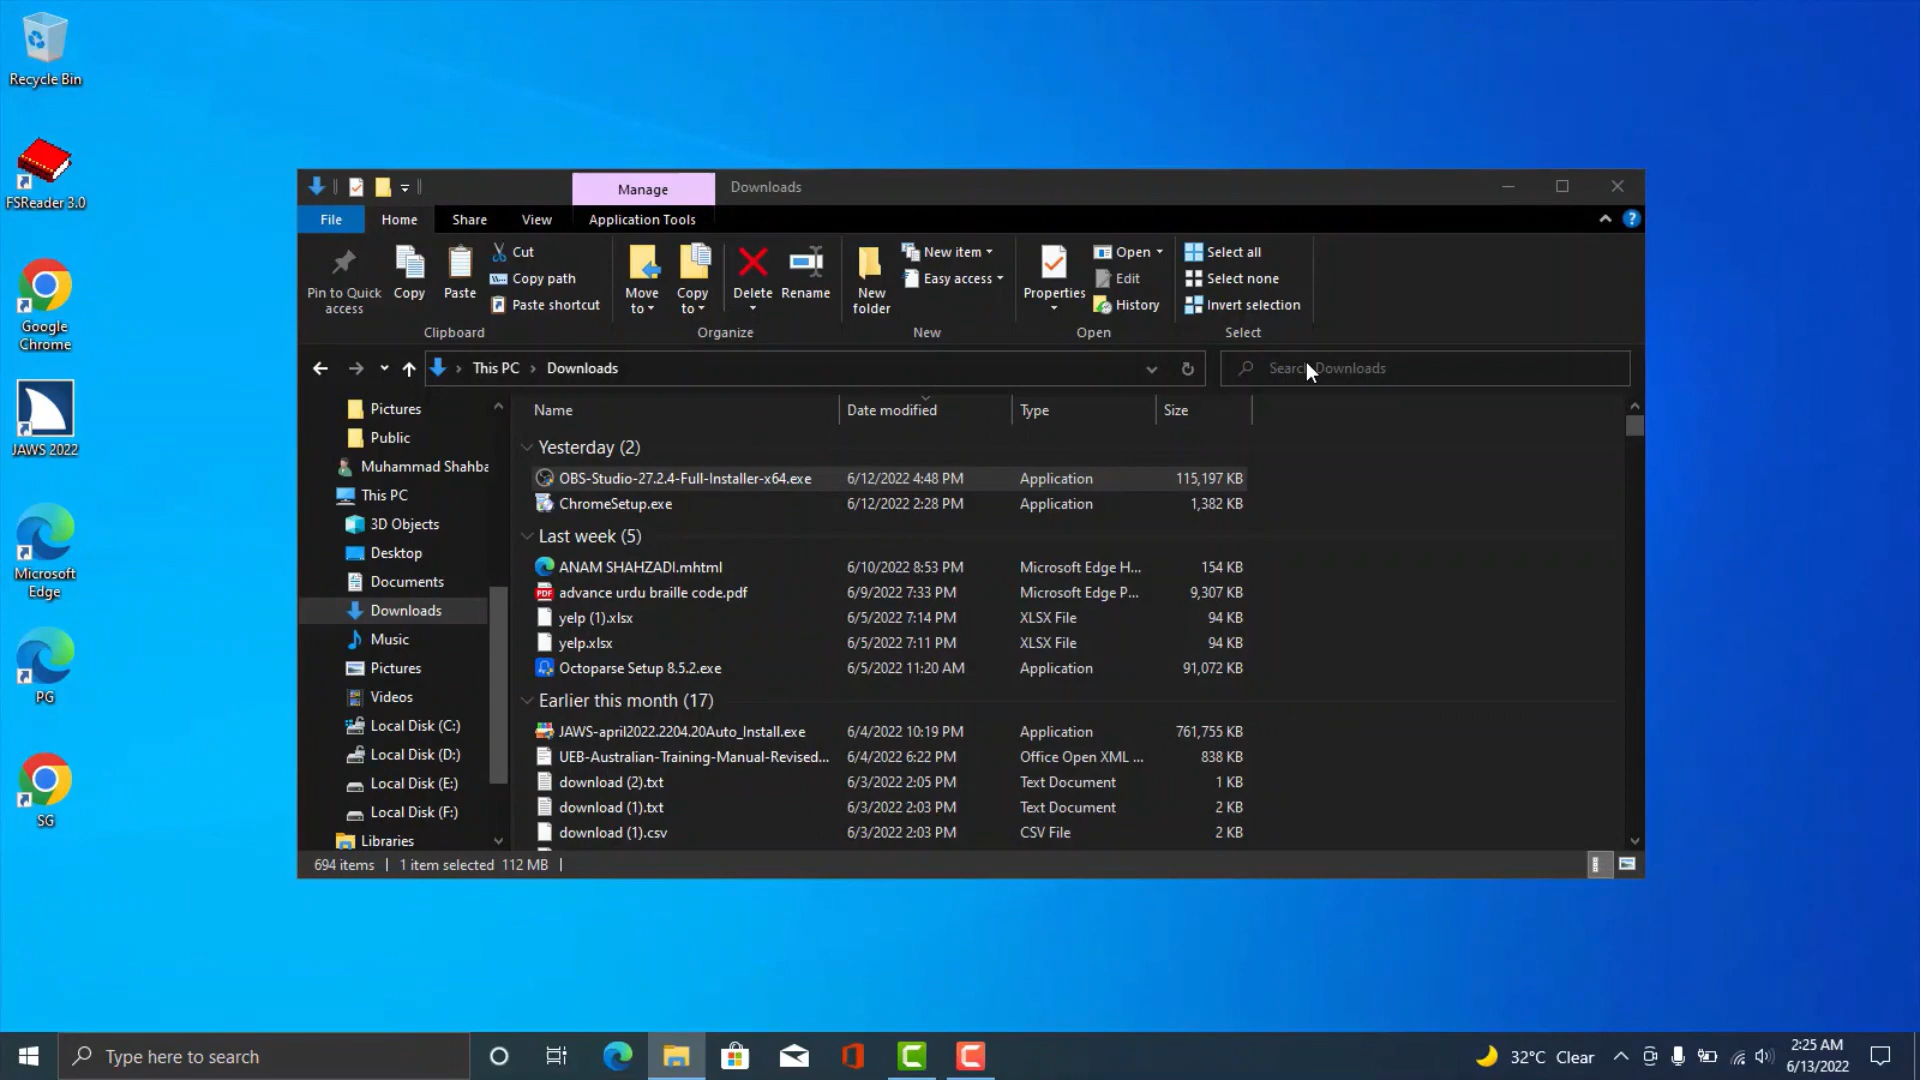 Recycle Bin
FSReader 3.0
Google
Chrome
JAWS 2022
Microsoft
Edge
PG
SG
Manage
Downloads
File
Home
Share
View
Application Tools
Pin to Quick
access
Copy
Paste
Cut
Copy path
Paste shortcut
Clipboard
Move
to
Copy
to
Delete
Rename
Organize
New
folder
New item
Easy access
New
Properties
Open
Edit
History
Open
Select all
Select none
Invert selection
Select
This PC
Downloads
Search Downloads
Pictures
Public
Muhammad Shahba
This PC
3D Objects
Desktop
Documents
Downloads
Music
Pictures
Videos
Local Disk (C:)
Local Disk (D:)
Local Disk (E:)
Local Disk (F:)
Libraries
Name Date modified Type Size
Yesterday (2)
OBS-Studio-27.2.4-Full-Installer-x64.exe 6/12/2022 4:48 PM Application 115,197 KB
ChromeSetup.exe 6/12/2022 2:28 PM Application 1,382 KB
Last week (5)
ANAM SHAHZADI.mhtml 6/10/2022 8:53 PM Microsoft Edge H... 154 KB
advance urdu braille code.pdf 6/9/2022 7:33 PM Microsoft Edge P... 9,307 KB
yelp (1).xlsx 6/5/2022 7:14 PM XLSX File 94 KB
yelp.xlsx 6/5/2022 7:11 PM XLSX File 94 KB
Octoparse Setup 8.5.2.exe 6/5/2022 11:20 AM Application 91,072 KB
Earlier this month (17)
JAWS-april2022.2204.20Auto_Install.exe 6/4/2022 10:19 PM Application 761,755 KB
UEB-Australian-Training-Manual-Revised... 6/4/2022 6:22 PM Office Open XML ... 838 KB
download (2).txt 6/3/2022 2:05 PM Text Document 1 KB
download (1).txt 6/3/2022 2:03 PM Text Document 2 KB
download (1).csv 6/3/2022 2:03 PM CSV File 2 KB
694 items 1 item selected 112 MB
Type here to search
32°C Clear
2:25 AM
6/13/2022